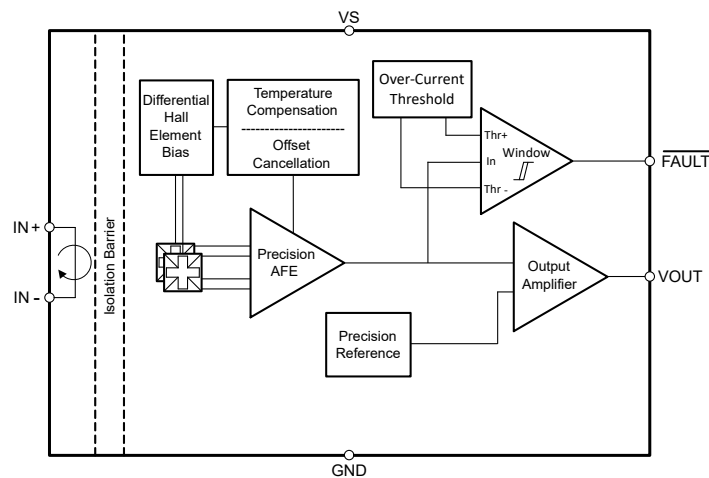 VS
Differential
Hall
Element
Bias
Temperature
Compensation
Offset
Cancellation
Over-Current
Threshold
Thr+
In
Thr -
Window
FAULT
IN +
IN -
Isolation Barrier
Precision
AFE
Output
Amplifier
VOUT
Precision
Reference
GND